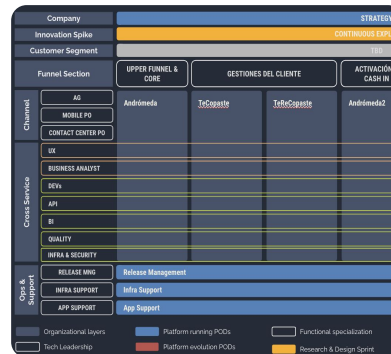 Company
STRATEGY
Innovation Spike
CONTINUOUS EXPL
Customer Segment
TBD
Funnel Section
UPPER FUNNEL & CORE
GESTIONES DEL CLIENTE
ACTIVACIÓN CASH IN
Channel
AG
MOBILE PO
CONTACT CENTER PO
Andrómeda
TeCopaste
TeReCopaste
Andrómeda2
Cross Service
UX
BUSINESS ANALYST
DEVs
API
BI
QUALITY
INFRA & SECURITY
Ops & Support
RELEASE MNG
Release Management
INFRA SUPPORT
Infra Support
APP SUPPORT
App Support
Organizational layers
Platform running PODs
Functional specialization
Tech Leadership
Platform evolution PODs
Research & Design Sprint